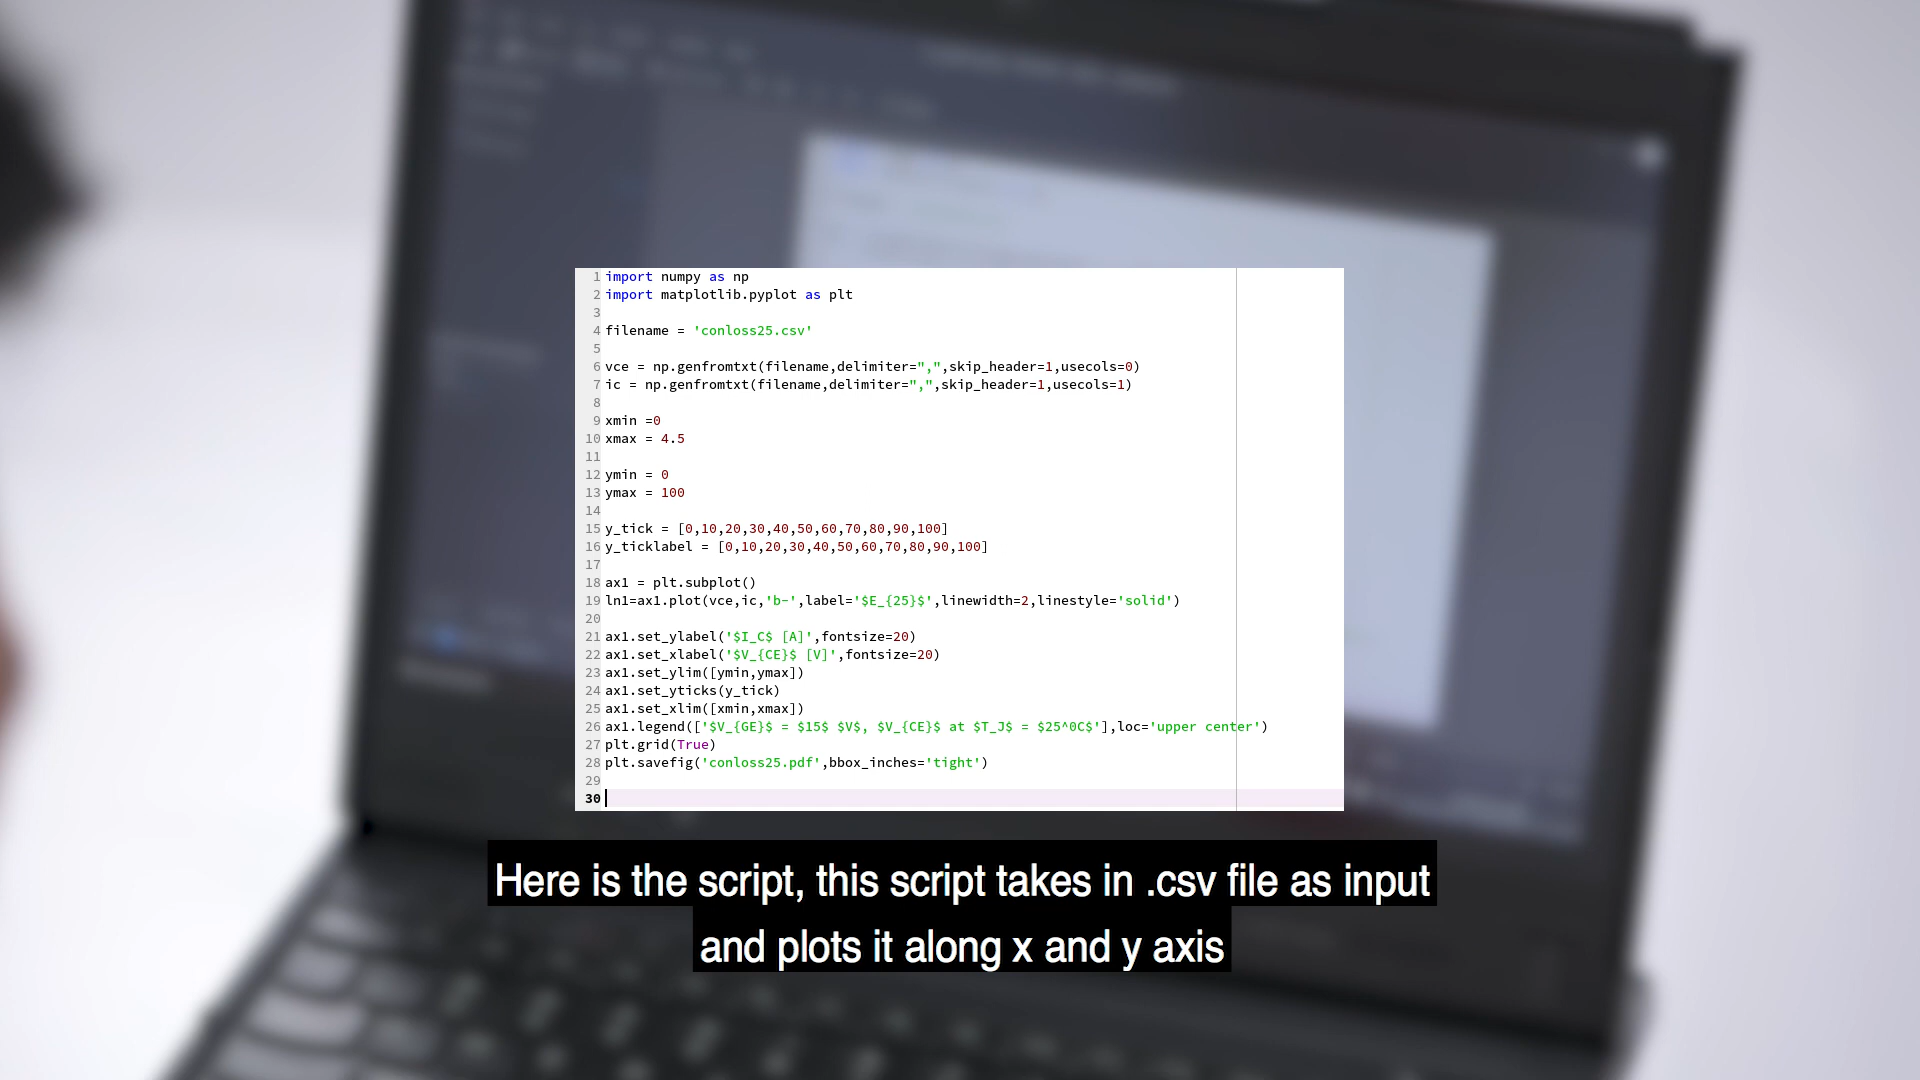 1 import numpy as np
2 import matplotlib.pyplot as plt
3
4 filename = 'conloss25.csv'
5
6 vce = np.genfromtxt(filename,delimiter=",",skip_header=1,usecols=0)
7 ic = np.genfromtxt(filename,delimiter=",",skip_header=1,usecols=1)
8
9 xmin =0
10 xmax = 4.5
11
12 ymin = 0
13 ymax = 100
14
15 y_tick = [0,10,20,30,40,50,60,70,80,90,100]
16 y_ticklabel = [0,10,20,30,40,50,60,70,80,90,100]
17
18 ax1 = plt.subplot()
19 ln1=ax1.plot(vce,ic,'b-',label='$E_{25}$',linewidth=2,linestyle='solid')
20
21 ax1.set_ylabel('$I_C$ [A]',fontsize=20)
22 ax1.set_xlabel('$V_{CE}$ [V]',fontsize=20)
23 ax1.set_ylim([ymin,ymax])
24 ax1.set_yticks(y_tick)
25 ax1.set_xlim([xmin,xmax])
26 ax1.legend(['$V_{GE}$ = $15$ $V$, $V_{CE}$ at $T_J$ = $25^0C$'],loc='upper center')
27 plt.grid(True)
28 plt.savefig('conloss25.pdf',bbox_inches='tight')
29
30
Here is the script, this script takes in .csv file as input
and plots it along x and y axis